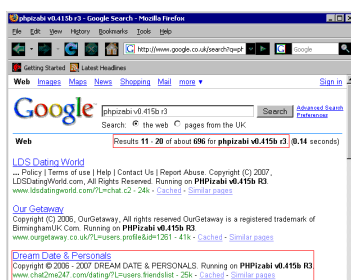 phpizabi v0.415b r3 - Google Search - Mozilla Firefox
File Edit View History Bookmarks Tools Help
http://www.google.co.uk/search?q=ph
Google
Getting Started Latest Headlines
Web Images Maps News Shopping Mail more ▼ Sign in
Google phpizabi v0.415b r3 Search Advanced Search
Preferences
Search: the web pages from the UK
Web Results 11 - 20 of about 696 for phpizabi v0.415b r3. (0.14 seconds)
LDS Dating World
... Policy | Terms of use | Help | Contact Us | Report Abuse. Copyright (C) 2007,
LDSDatingWorld.com, All Rights Reserved. Running on PHPizabi v0.415b R3.
www.ldsdatingworld.com/?L=chat.c2 - 24k - Cached - Similar pages
Our Getaway
Copyright (C) 2006, OurGetaway, All rights reserved OurGetaway is a registered trademark of
BirminghamUK Com. Running on PHPizabi v0.415b R3.
www.ourgetaway.co.uk/?L=users.profile&id=1261 - 41k - Cached - Similar pages
Dream Date & Personals
Copyright © 2006 - 2007 DREAM DATE & PERSONALS. Running on PHPizabi v0.415b R3.
www.chat2me247.com/dating/?L=users.friendslist - 25k - Cached - Similar pages